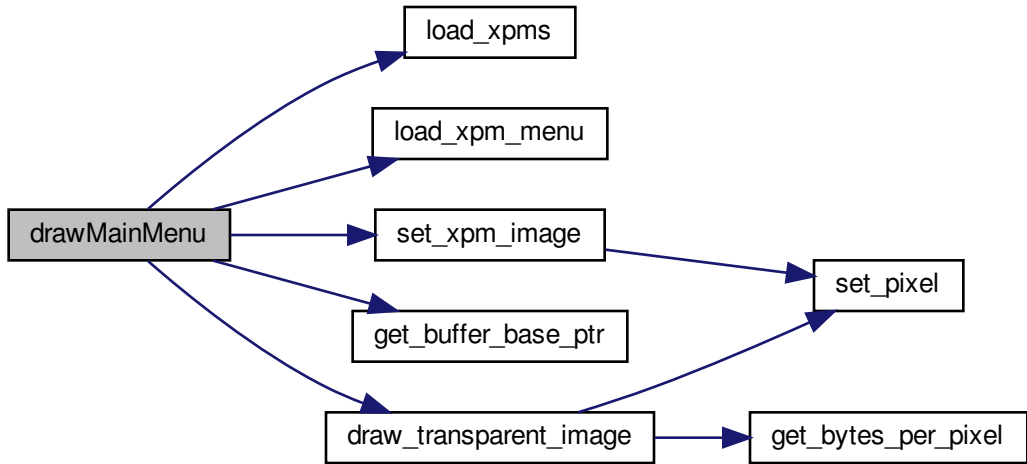 load_xpms
load_xpm_menu
drawMainMenu
set_xpm_image
set_pixel
get_buffer_base_ptr
draw_transparent_image
get_bytes_per_pixel